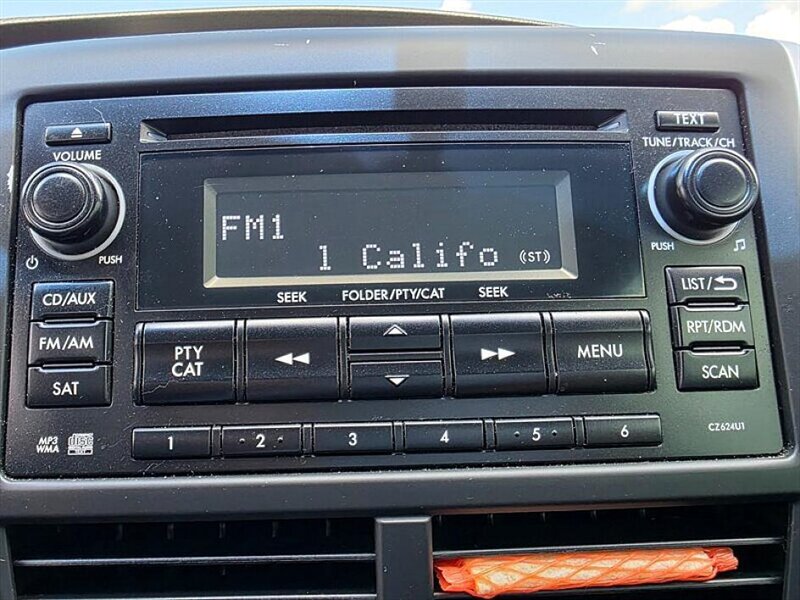 TEXT
VOLUME
TUNE/TRACK/CH
FM1
1 Califo (ST)
PUSH
PUSH
SEEK FOLDER/PTY/CAT SEEK
CD/AUX
LIST/
FM/AM
PTY CAT
MENU
RPT/RDM
SAT
SCAN
MP3
WMA
1 2 3 4 5 6
CZ624U1